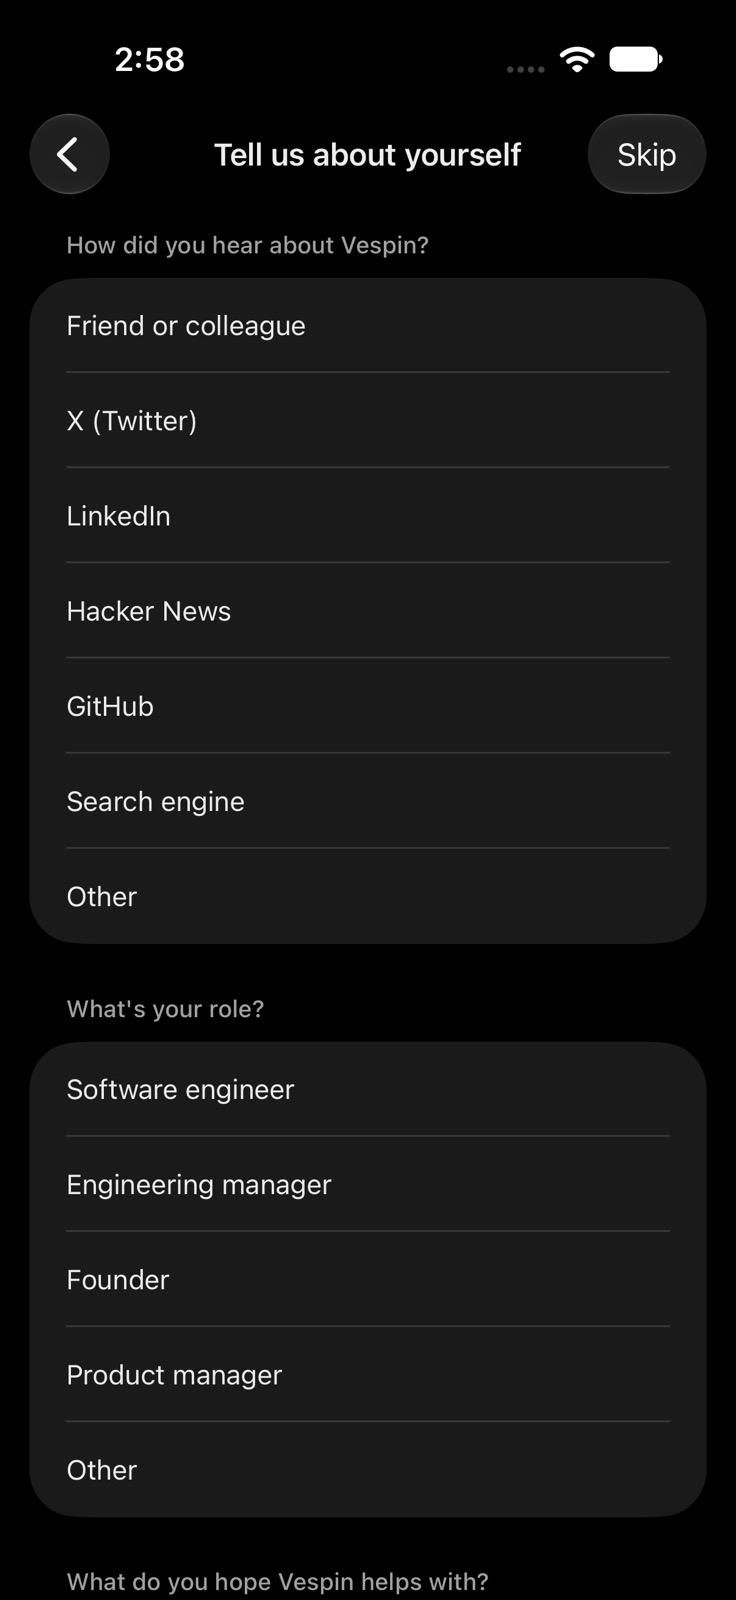 2:58
Tell us about yourself
Skip
How did you hear about Vespin?
Friend or colleague
X (Twitter)
LinkedIn
Hacker News
GitHub
Search engine
Other
What's your role?
Software engineer
Engineering manager
Founder
Product manager
Other
What do you hope Vespin helps with?